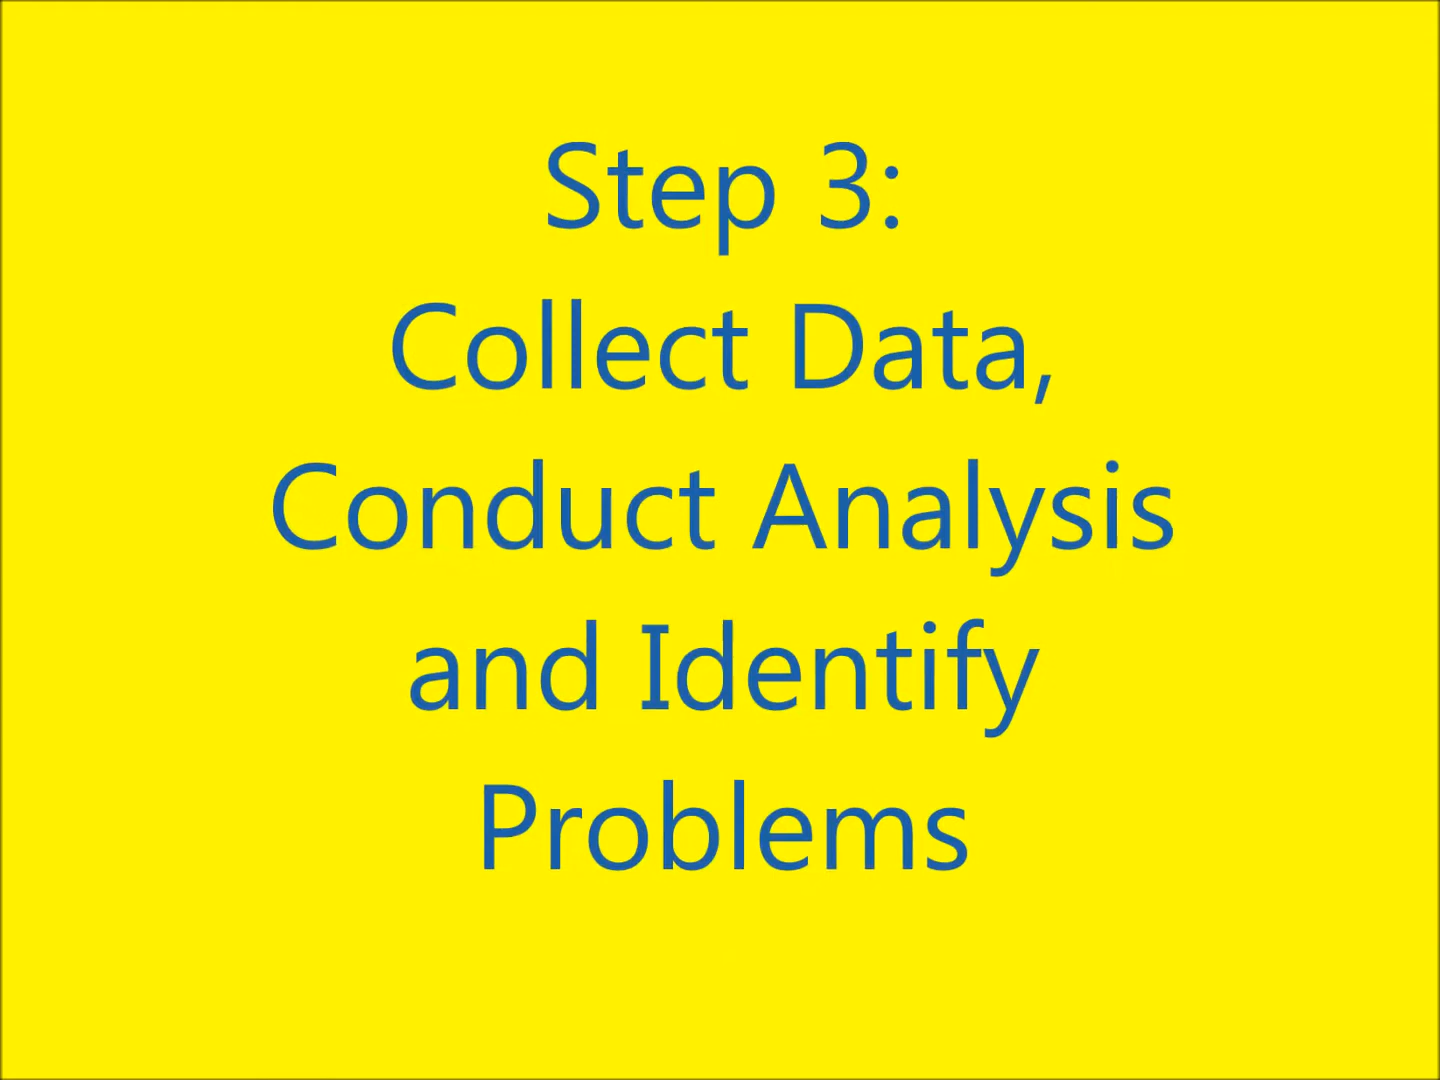 Step 3:
Collect Data,
Conduct Analysis
and Identify
Problems